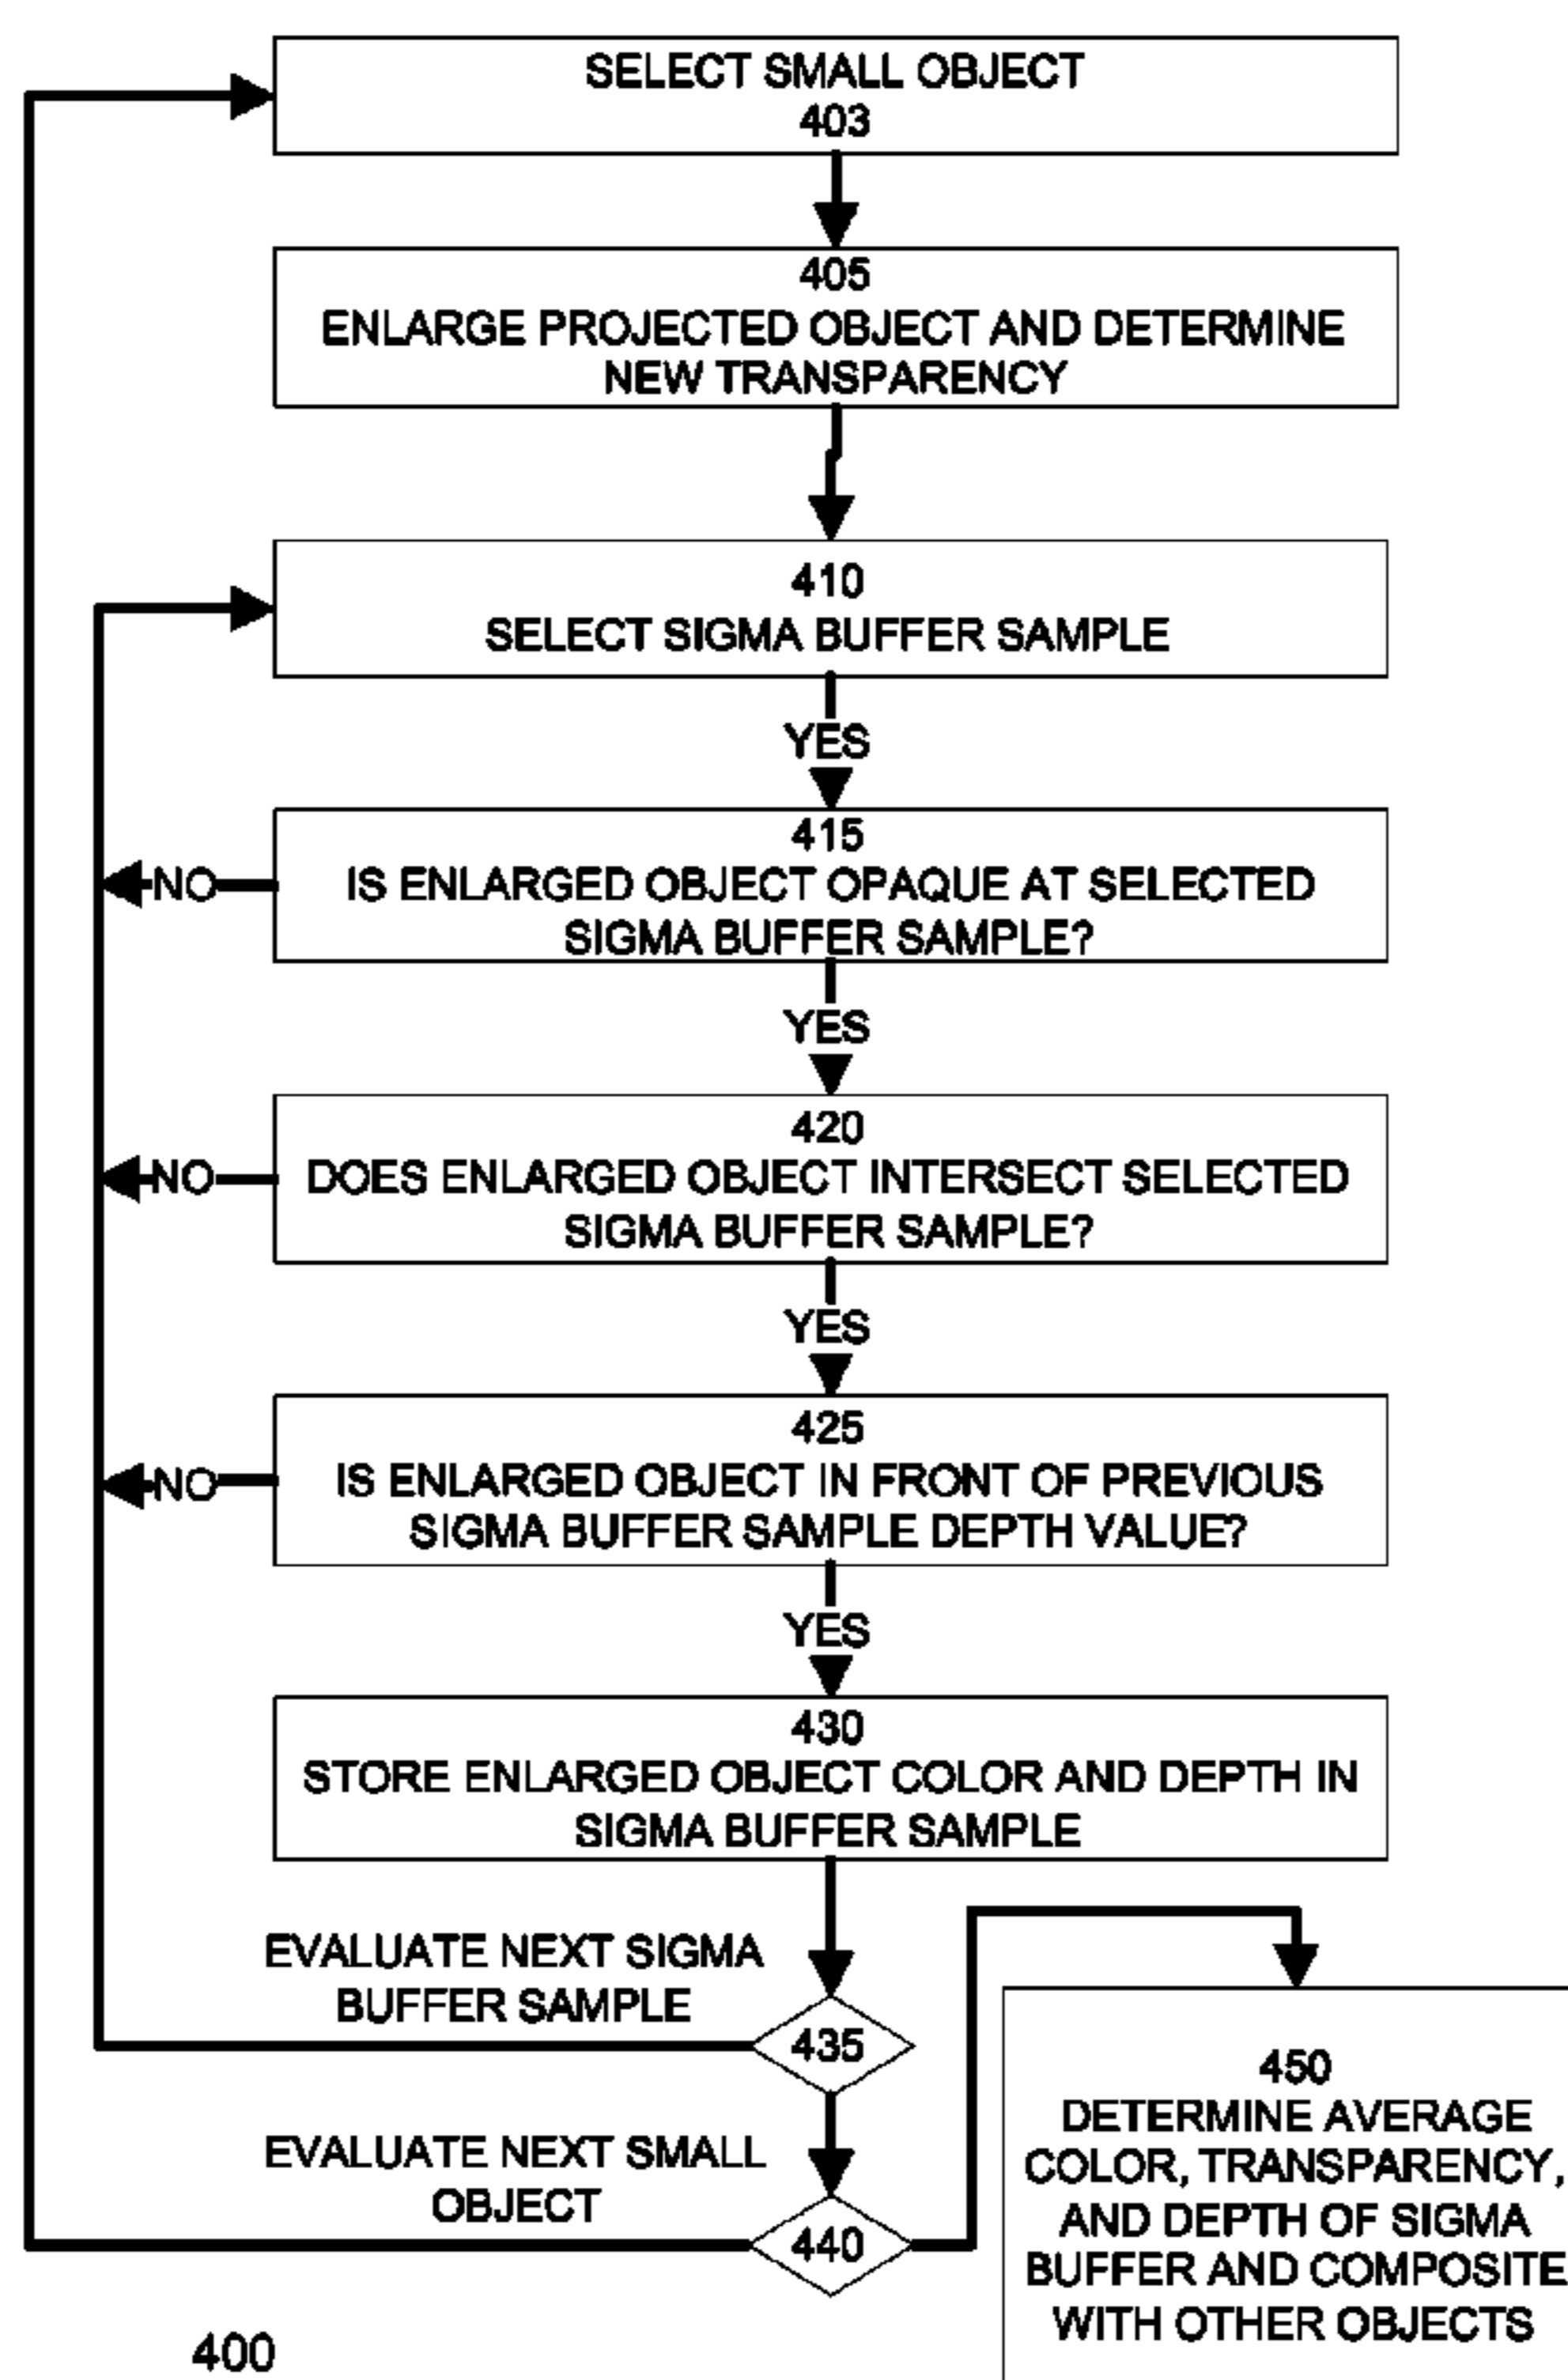 SELECT SMALL OBJECT
403
405
ENLARGE PROJECTED OBJECT AND DETERMINE
NEW TRANSPARENCY
410
SELECT SIGMA BUFFER SAMPLE
YES
415
IS ENLARGED OBJECT OPAQUE AT SELECTED
SIGMA BUFFER SAMPLE?
NO
YES
420
DOES ENLARGED OBJECT INTERSECT SELECTED
SIGMA BUFFER SAMPLE?
NO
YES
425
IS ENLARGED OBJECT IN FRONT OF PREVIOUS
SIGMA BUFFER SAMPLE DEPTH VALUE?
NO
YES
430
STORE ENLARGED OBJECT COLOR AND DEPTH IN
SIGMA BUFFER SAMPLE
EVALUATE NEXT SIGMA
BUFFER SAMPLE
435
EVALUATE NEXT SMALL
OBJECT
440
450
DETERMINE AVERAGE
COLOR, TRANSPARENCY,
AND DEPTH OF SIGMA
BUFFER AND COMPOSITE
WITH OTHER OBJECTS
400